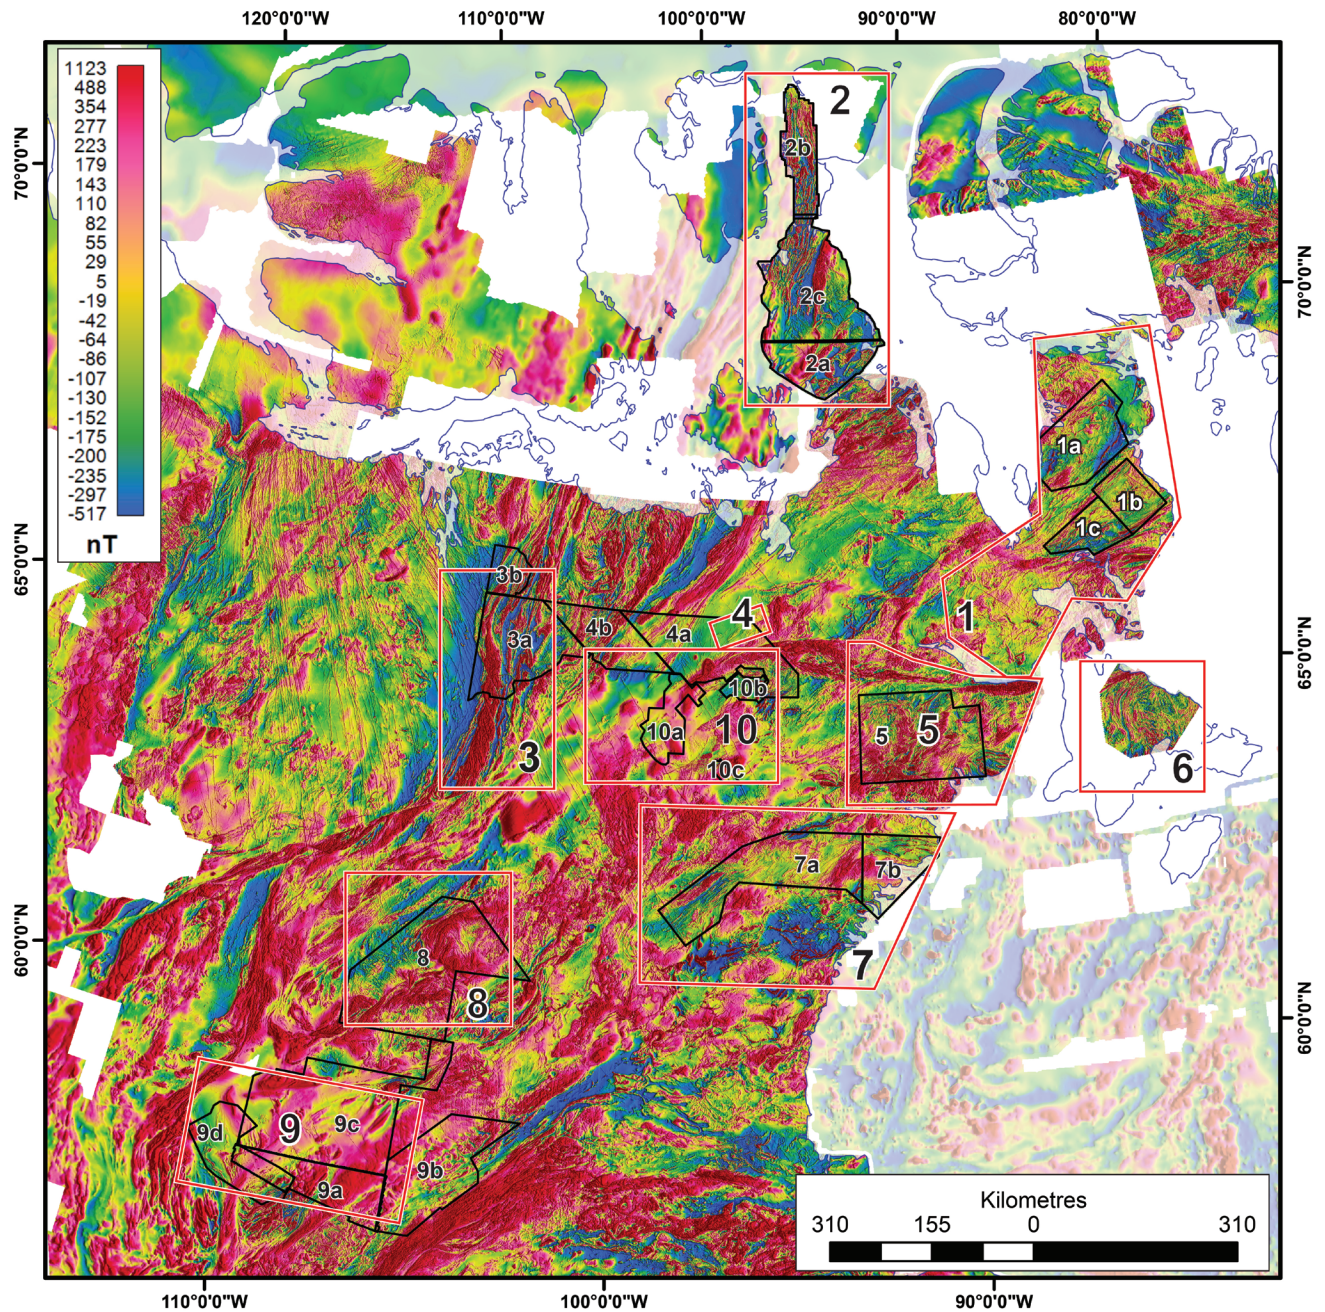 120°0'0"W 110°0'0"W 100°0'0"W 90°0'0"W 80°0'0"W
1123
488
354
277
223
179
143
110
82
55
29
5
-19
-42
-64
-86
-107
-130
-152
-175
-200
-235
-297
-517
nT
70°0'0"N
65°0'0"N
60°0'0"N
70°0'0"N
65°0'0"N
60°0'0"N
2
2b
2c
2a
1a
1b
1c
1
3b
3a
3
4b
4a
4
10b
10a
10
10c
5
5
6
7a
7b
7
8
8
9d
9
9c
9b
9a
Kilometres
310 155 0 310
110°0'0"W 100°0'0"W 90°0'0"W